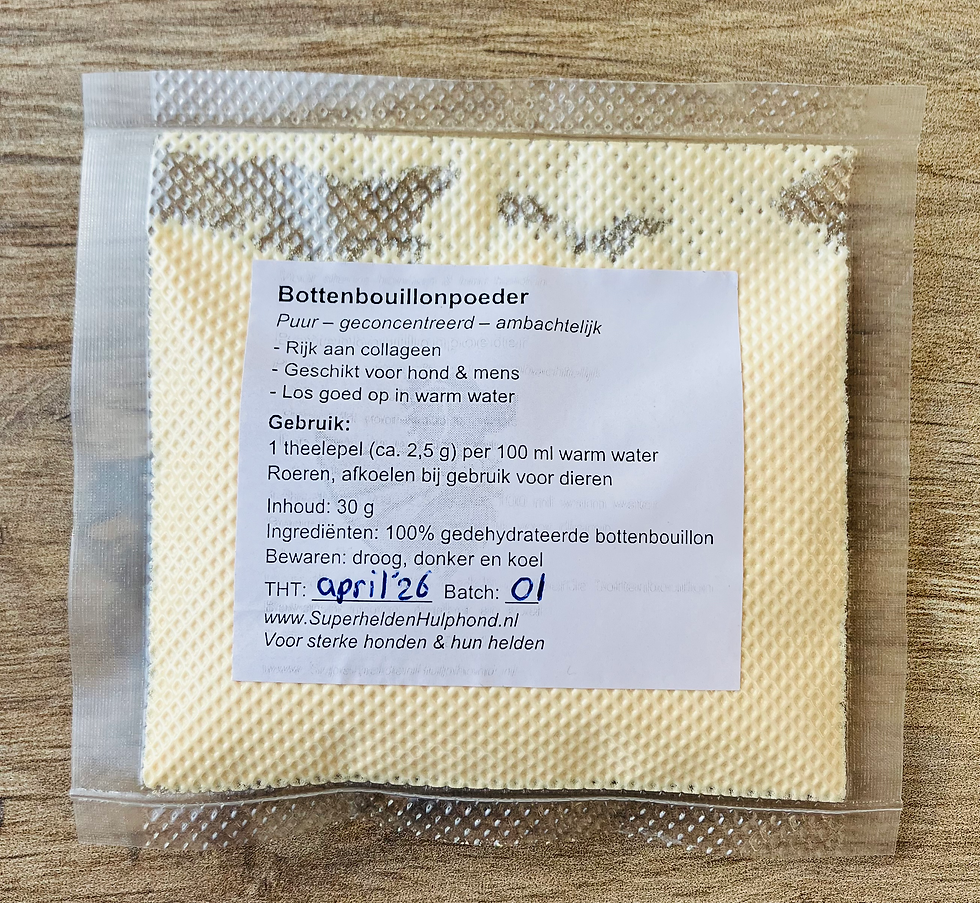 Bottenbouillonpoeder
Puur – geconcentreerd – ambachtelijk
- Rijk aan collageen
- Geschikt voor hond & mens
- Los goed op in warm water
Gebruik:
1 theelepel (ca. 2,5 g) per 100 ml warm water
Roeren, afkoelen bij gebruik voor dieren
Inhoud: 30 g
Ingrediënten: 100% gedehydrateerde bottenbouillon
Bewaren: droog, donker en koel
THT: april '26 Batch: 01
www.SuperheldenHulphond.nl
Voor sterke honden & hun helden